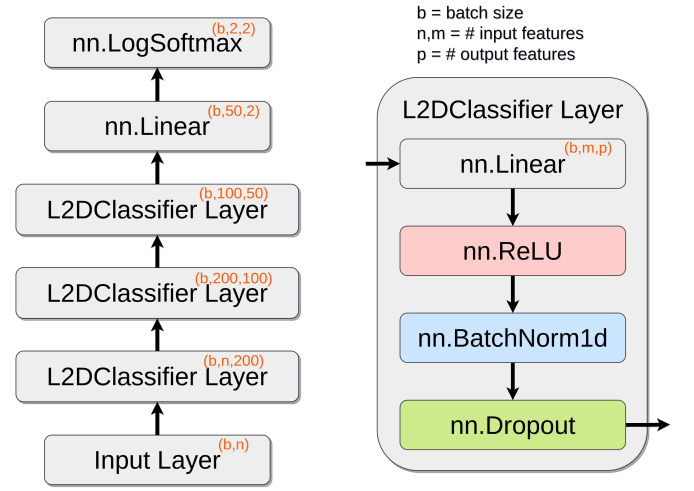 (b,2,2)
nn.LogSoftmax
(b,50,2)
nn.Linear
(b,100,50)
L2DClassifier Layer
(b,200,100)
L2DClassifier Layer
(b,n,200)
L2DClassifier Layer
(b,n)
Input Layer
b = batch size
n,m = # input features
p = # output features
L2DClassifier Layer
(b,m,p)
nn.Linear
nn.ReLU
nn.BatchNorm1d
nn.Dropout